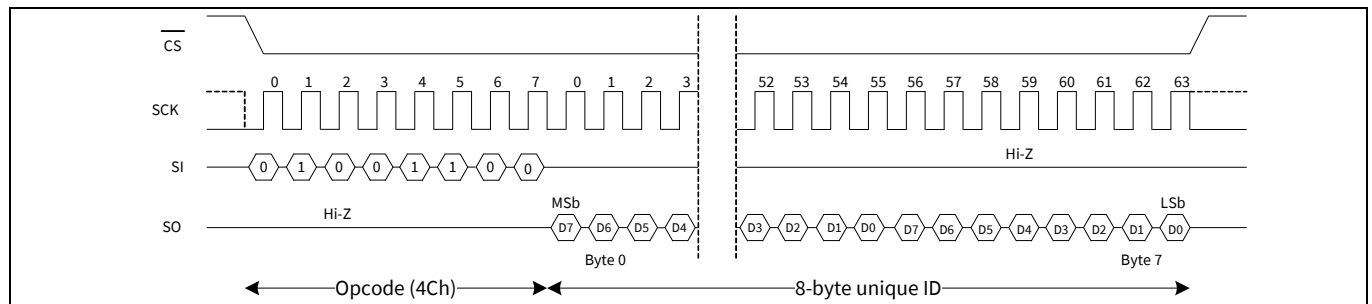 CS
0 1 2 3 4 5 6 7 0 1 2 3 52 53 54 55 56 57 58 59 60 61 62 63
SCK
Hi-Z
SI 0 1 0 0 1 1 0 0
Hi-Z MSb LSb
SO D7 D6 D5 D4 D3 D2 D1 D0 D7 D6 D5 D4 D3 D2 D1 D0
Byte 0 Byte 7
Opcode (4Ch) 8-byte unique ID